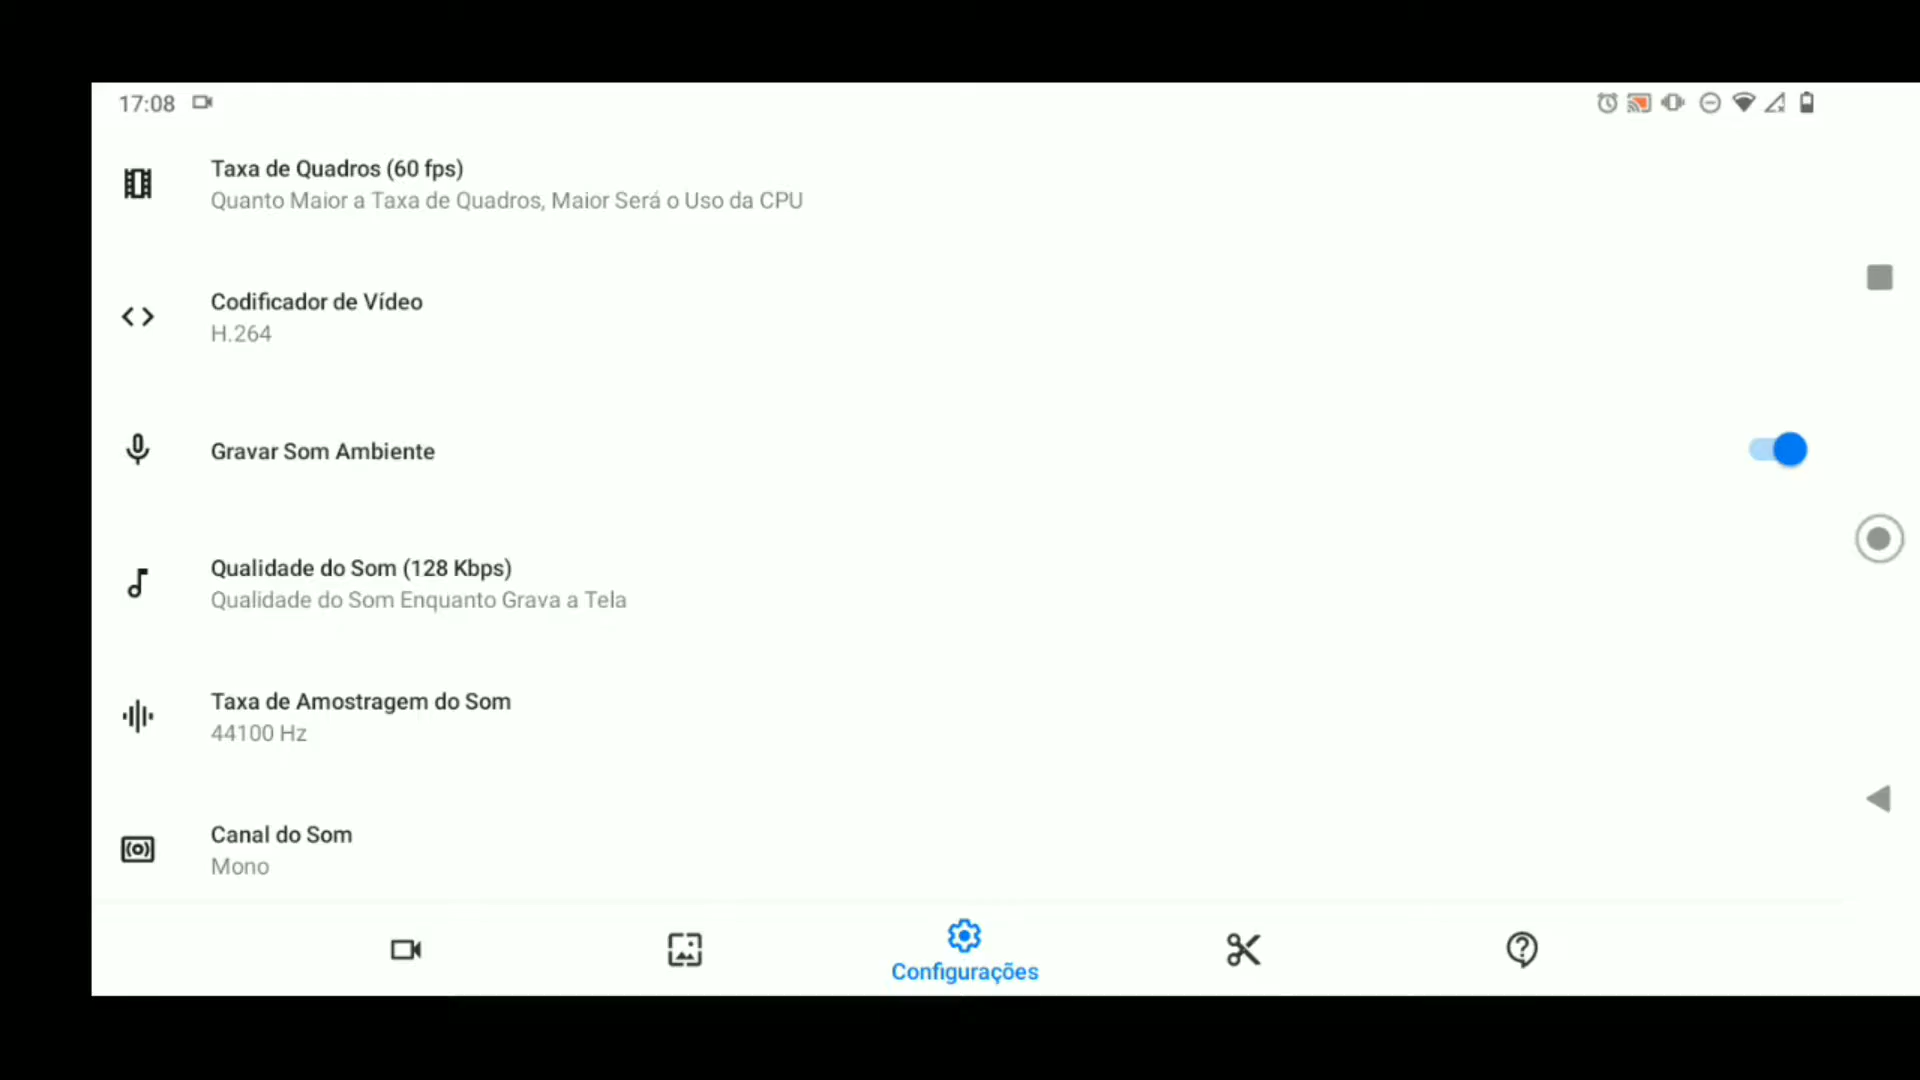 17:08
Taxa de Quadros (60 fps)
Quanto Maior a Taxa de Quadros, Maior Será o Uso da CPU
Codificador de Vídeo
H.264
Gravar Som Ambiente
Qualidade do Som (128 Kbps)
Qualidade do Som Enquanto Grava a Tela
Taxa de Amostragem do Som
44100 Hz
Canal do Som
Mono
Configurações